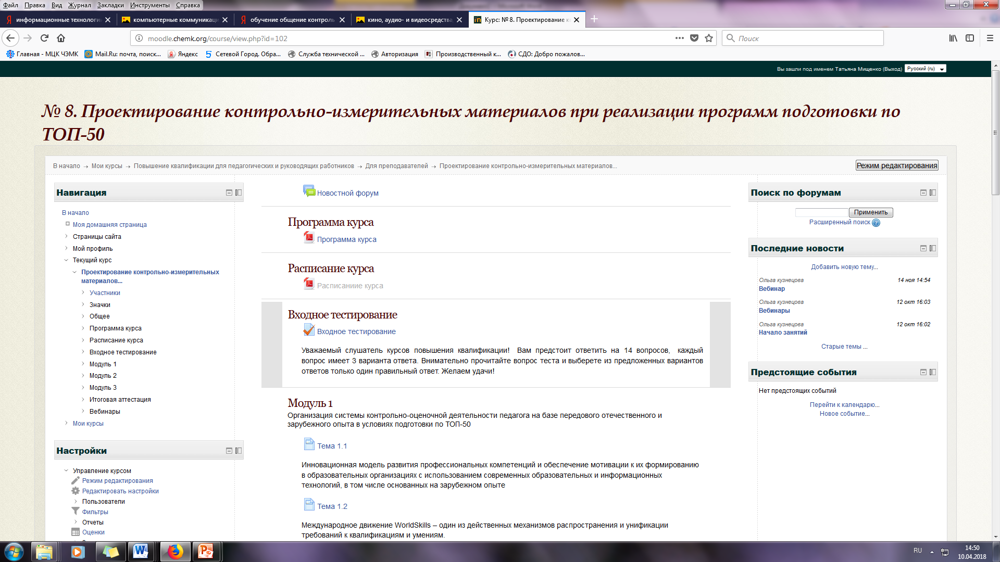 Файл Правка Вид Журнал Закладки Инструменты Справка
информационные технологи
компьютерные коммуникаци
обучение общение контроль
кино, аудио- и видеосредства
Курс: № 8. Проектирование к
moodle.chemk.org/course/view.php?id=102
Поиск
Главная - МЦК ЧЭМК
Mail.Ru: почта, поиск...
Яндекс
Сетевой Город. Обра...
Служба технической ...
Авторизация
Производственный к...
СДО: Добро пожалов...
Вы зашли под именем Татьяна Мищенко (Выход)
Русский (ru)
№ 8. Проектирование контрольно-измерительных материалов при реализации программ подготовки по
ТОП-50
В начало → Мои курсы → Повышение квалификации для педагогических и руководящих работников → Для преподавателей → Проектирование контрольно-измерительных материалов...
Режим редактирования
Навигация
В начало
Моя домашняя страница
Страницы сайта
Мой профиль
Текущий курс
Проектирование контрольно-измерительных
материалов...
Участники
Значки
Общее
Программа курса
Расписание курса
Входное тестирование
Модуль 1
Модуль 2
Модуль 3
Итоговая аттестация
Вебинары
Мои курсы
Настройки
Управление курсом
Режим редактирования
Редактировать настройки
Пользователи
Фильтры
Отчеты
Оценки
Новостной форум
Программа курса
Программа курса
Расписание курса
Расписаниие курса
Входное тестирование
Входное тестирование
Уважаемый слушатель курсов повышения квалификации! Вам предстоит ответить на 14 вопросов, каждый
вопрос имеет 3 варианта ответа. Внимательно прочитайте вопрос теста и выберете из предложенных вариантов
ответов только один правильный ответ. Желаем удачи!
Модуль 1
Организация системы контрольно-оценочной деятельности педагога на базе передового отечественного и
зарубежного опыта в условиях подготовки по ТОП-50
Тема 1.1
Инновационная модель развития профессиональных компетенций и обеспечение мотивации к их формированию
в образовательных организациях с использованием современных образовательных и информационных
технологий, в том числе основанных на зарубежном опыте
Тема 1.2
Международное движение WorldSkills – один из действенных механизмов распространения и унификации
требований к квалификациям и умениям.
Поиск по форумам
Применить
Расширенный поиск
Последние новости
Добавить новую тему...
Ольга кузнецова 14 ноя 14:54
Вебинар
Ольга кузнецова 12 окт 16:03
Вебинары
Ольга кузнецова 12 окт 16:02
Начало занятий
Старые темы ...
Предстоящие события
Нет предстоящих событий
Перейти к календарю...
Новое событие...
RU
14:50
10.04.2018